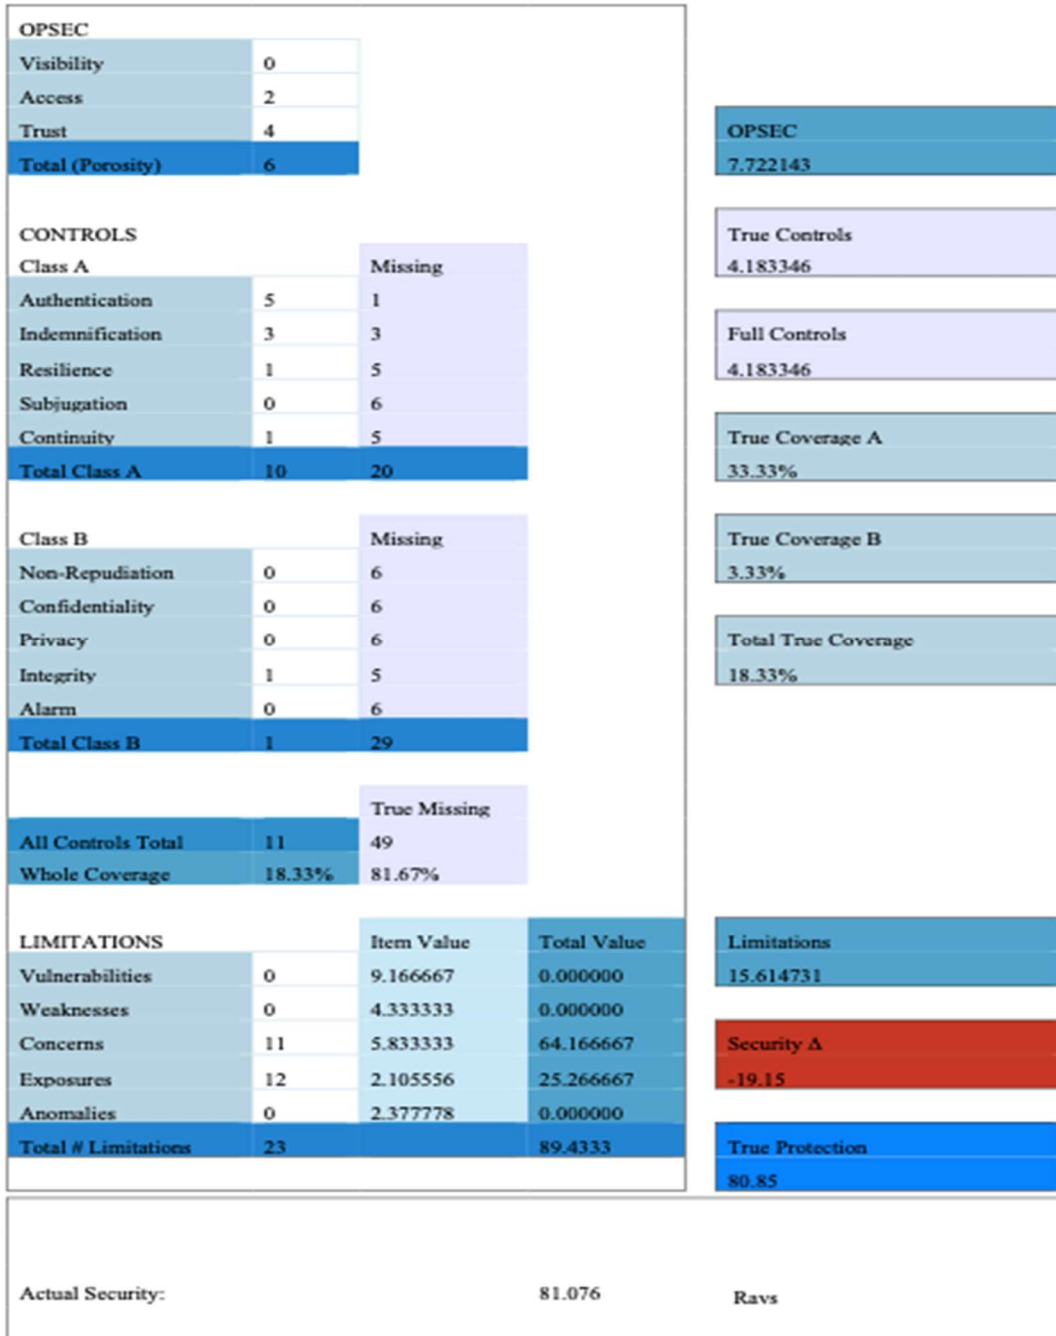 OPSEC
Visibility 0
Access 2
Trust 4
Total (Porosity) 6
OPSEC
7.722143
CONTROLS
Class A Missing
Authentication 5 1
Indemnification 3 3
Resilience 1 5
Subjugation 0 6
Continuity 1 5
Total Class A 10 20
True Controls
4.183346
Full Controls
4.183346
True Coverage A
33.33%
Class B Missing
Non-Repudiation 0 6
Confidentiality 0 6
Privacy 0 6
Integrity 1 5
Alarm 0 6
Total Class B 1 29
True Coverage B
3.33%
Total True Coverage
18.33%
True Missing
All Controls Total 11 49
Whole Coverage 18.33% 81.67%
LIMITATIONS Item Value Total Value
Vulnerabilities 0 9.166667 0.000000
Weaknesses 0 4.333333 0.000000
Concerns 11 5.833333 64.166667
Exposures 12 2.105556 25.266667
Anomalies 0 2.377778 0.000000
Total # Limitations 23 89.4333
Limitations
15.614731
Security Δ
-19.15
True Protection
80.85
Actual Security: 81.076 Ravs